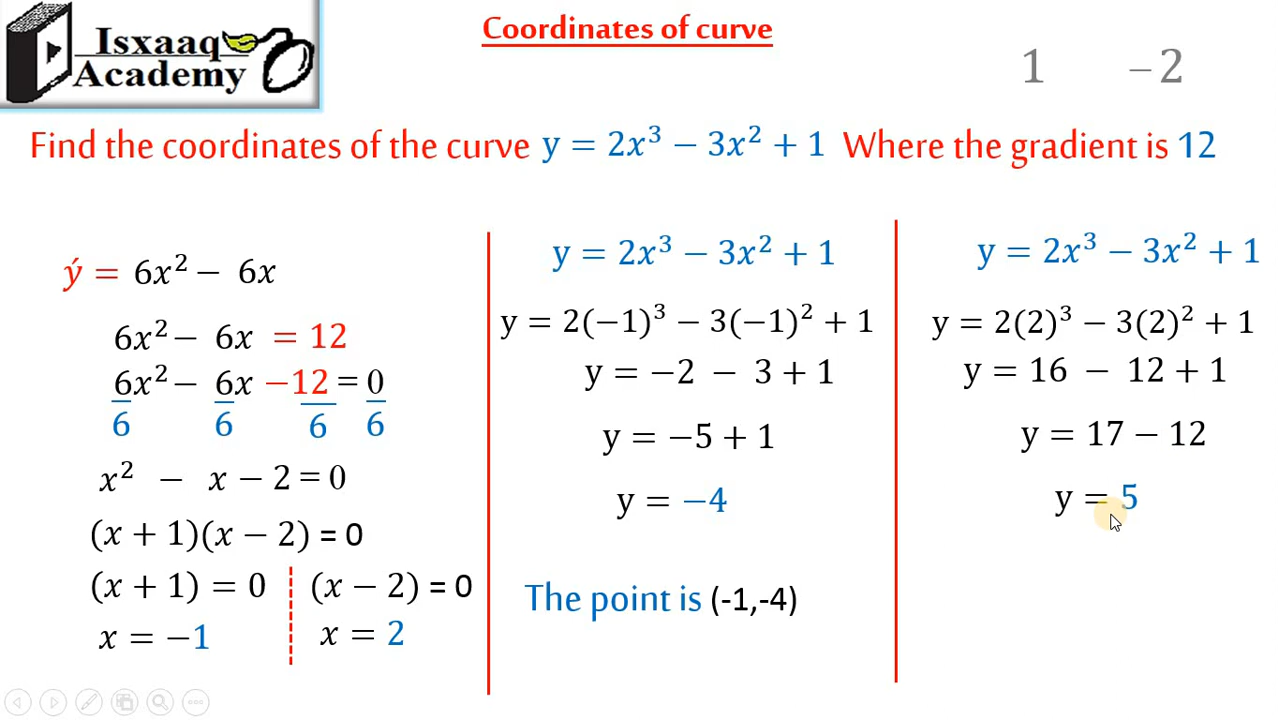 Isxaaq
Academy
Coordinates of curve
1 −2
Find the coordinates of the curve y = 2x³ − 3x² + 1 Where the gradient is 12
ý = 6x² − 6x
6x² − 6x = 12
6x² − 6x −12 = 0
6 6 6 6
x² − x − 2 = 0
(x + 1)(x − 2) = 0
(x + 1) = 0 (x − 2) = 0
x = −1 x = 2
y = 2x³ − 3x² + 1
y = 2(−1)³ − 3(−1)² + 1
y = −2 − 3 + 1
y = −5 + 1
y = −4
The point is (-1,-4)
y = 2x³ − 3x² + 1
y = 2(2)³ − 3(2)² + 1
y = 16 − 12 + 1
y = 17 − 12
y = 5